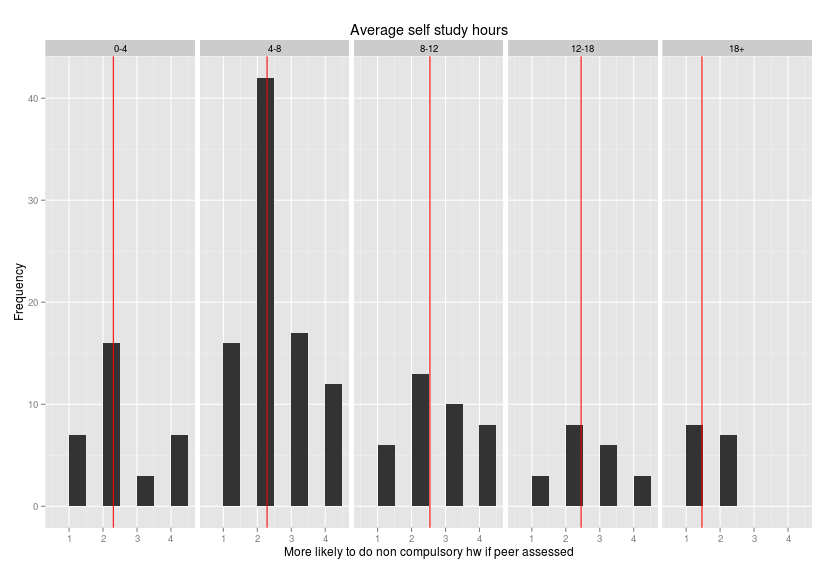 Average self study hours
0-4 4-8 8-12 12-18 18+
40
30
20
10
0
Frequency
1 2 3 4 1 2 3 4 1 2 3 4 1 2 3 4 1 2 3 4
More likely to do non compulsory hw if peer assessed